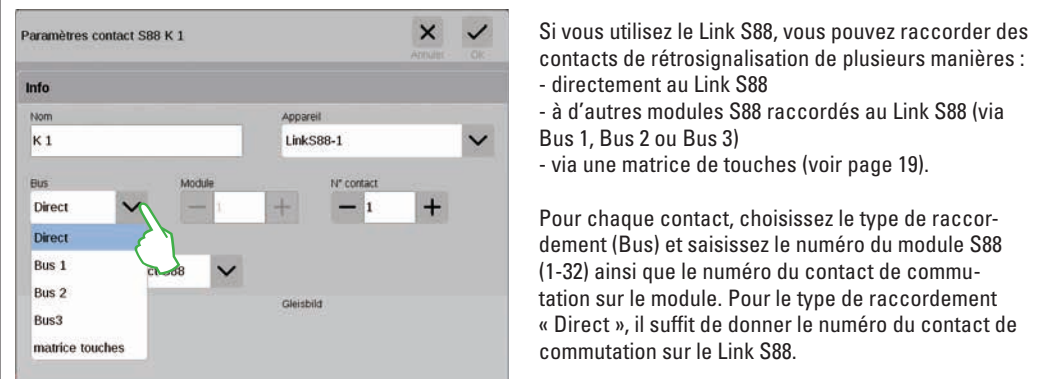 Paramètres contact S88 K 1
Annuler
OK
Info
Nom
Appareil
K 1
LinkS88-1
Bus
Module
N° contact
Direct
1
1
Direct
Bus 1
Bus 2
Bus3
matrice touches
S88
Gleisbild
Si vous utilisez le Link S88, vous pouvez raccorder des
contacts de rétrosignalisation de plusieurs manières :
- directement au Link S88
- à d’autres modules S88 raccordés au Link S88 (via
Bus 1, Bus 2 ou Bus 3)
- via une matrice de touches (voir page 19).
Pour chaque contact, choisissez le type de raccor-
dement (Bus) et saisissez le numéro du module S88
(1-32) ainsi que le numéro du contact de commu-
tation sur le module. Pour le type de raccordement
« Direct », il suffit de donner le numéro du contact de
commutation sur le Link S88.